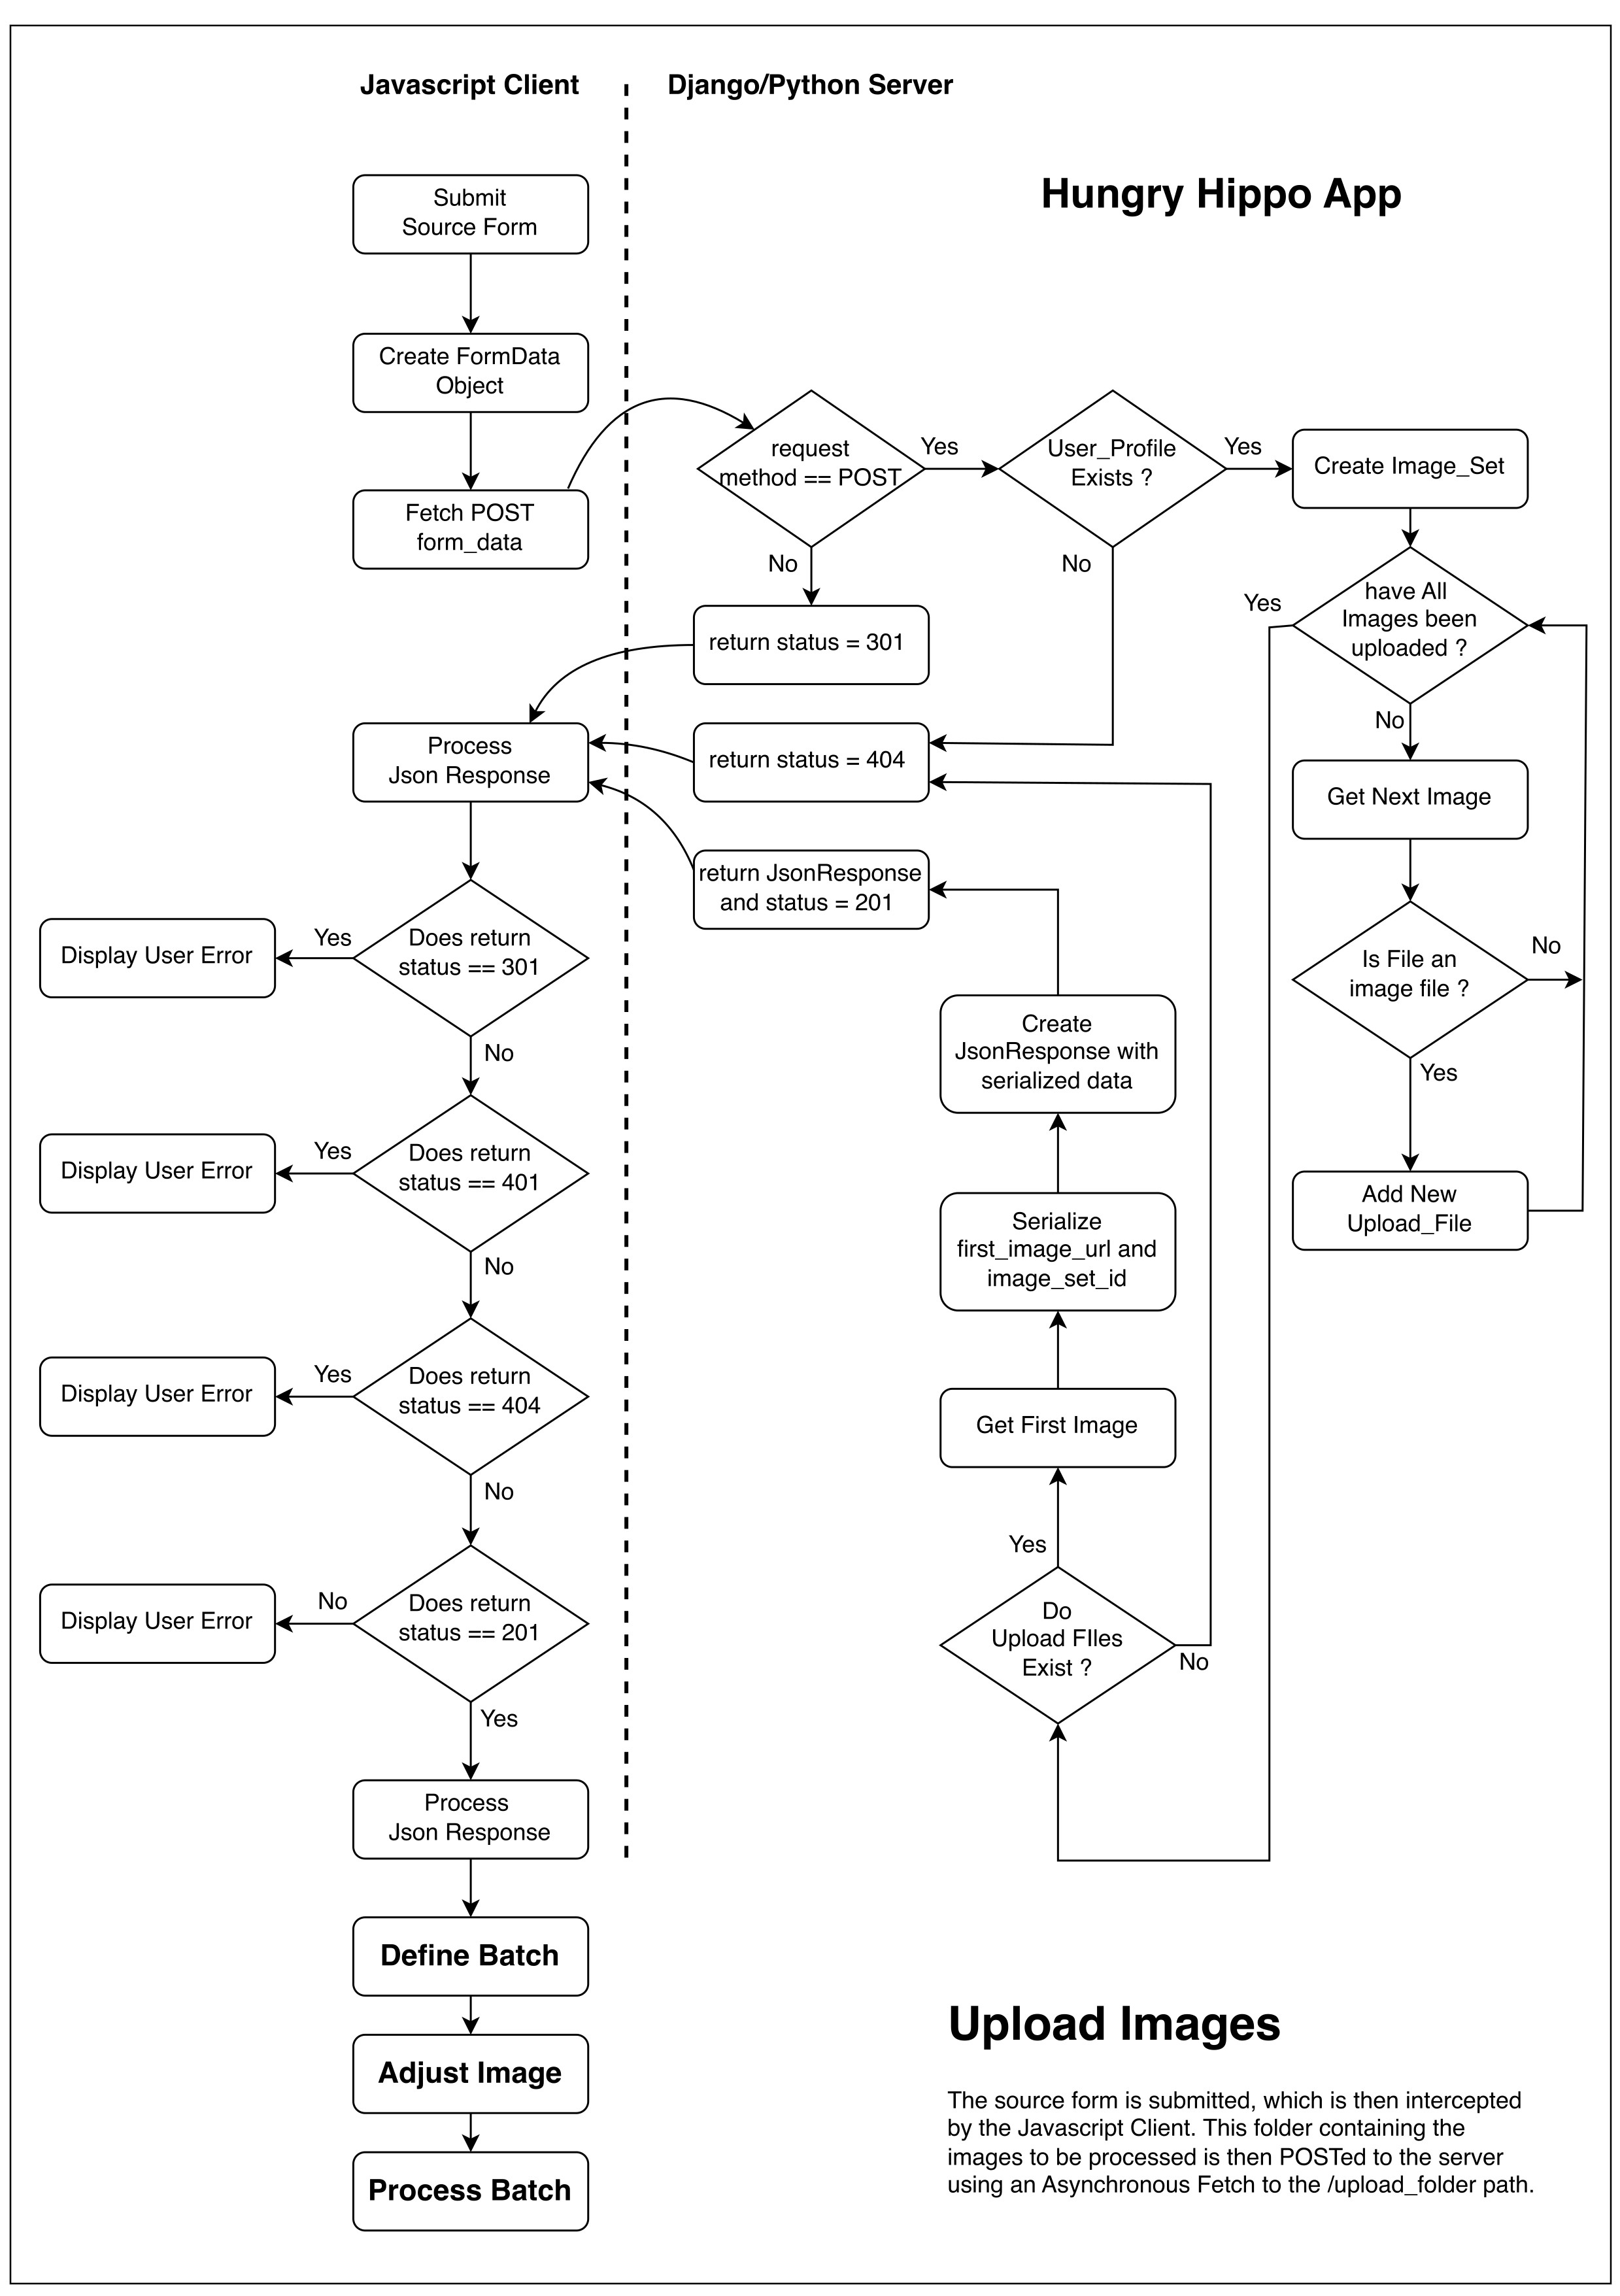 Javascript Client
Django/Python Server
Hungry Hippo App
Submit
Source Form
Create FormData
Object
Fetch POST
form_data
request
method == POST
Yes
No
User_Profile
Exists ?
Yes
No
Create Image_Set
have All
Images been
uploaded ?
Yes
No
Get Next Image
Is File an
image file ?
No
Yes
Add New
Upload_File
return status = 301
return status = 404
return JsonResponse
and status = 201
Create
JsonResponse with
serialized data
Serialize
first_image_url and
image_set_id
Get First Image
Yes
Do
Upload FIles
Exist ?
No
Process
Json Response
Does return
status == 301
Yes
Display User Error
No
Does return
status == 401
Yes
Display User Error
No
Does return
status == 404
Yes
Display User Error
No
Does return
status == 201
No
Display User Error
Yes
Process
Json Response
Define Batch
Adjust Image
Process Batch
Upload Images
The source form is submitted, which is then intercepted
by the Javascript Client. This folder containing the
images to be processed is then POSTed to the server
using an Asynchronous Fetch to the /upload_folder path.